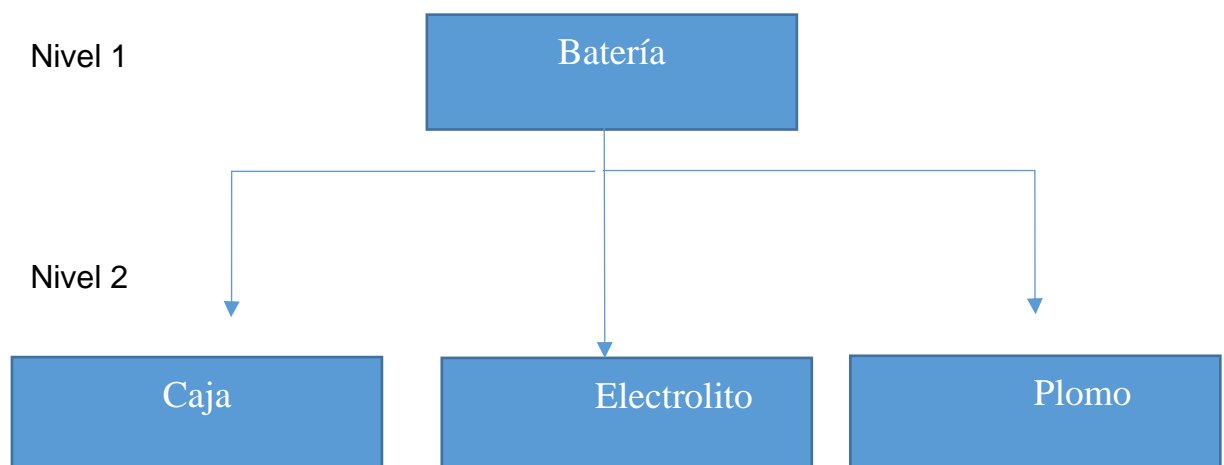 Nivel 1
Batería
Nivel 2
Caja
Electrolito
Plomo